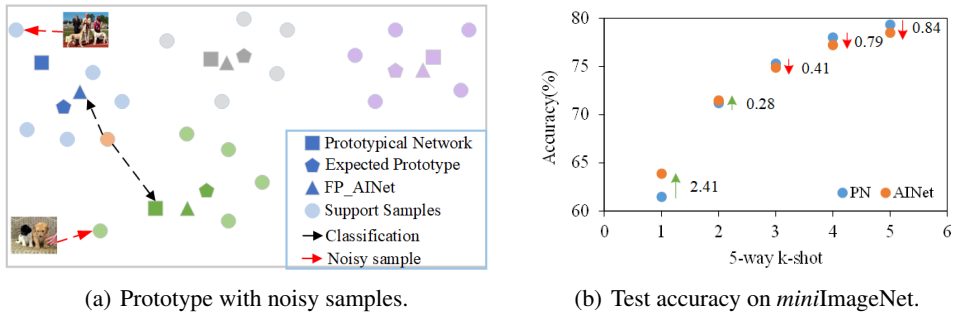 Prototypical Network
Expected Prototype
FP_AINet
Support Samples
Classification
Noisy sample
(a) Prototype with noisy samples.
80
75
70
65
60
Accuracy(%)
0.84
0.79
0.41
0.28
2.41
PN
AINet
0 1 2 3 4 5 6
5-way k-shot
(b) Test accuracy on miniImageNet.